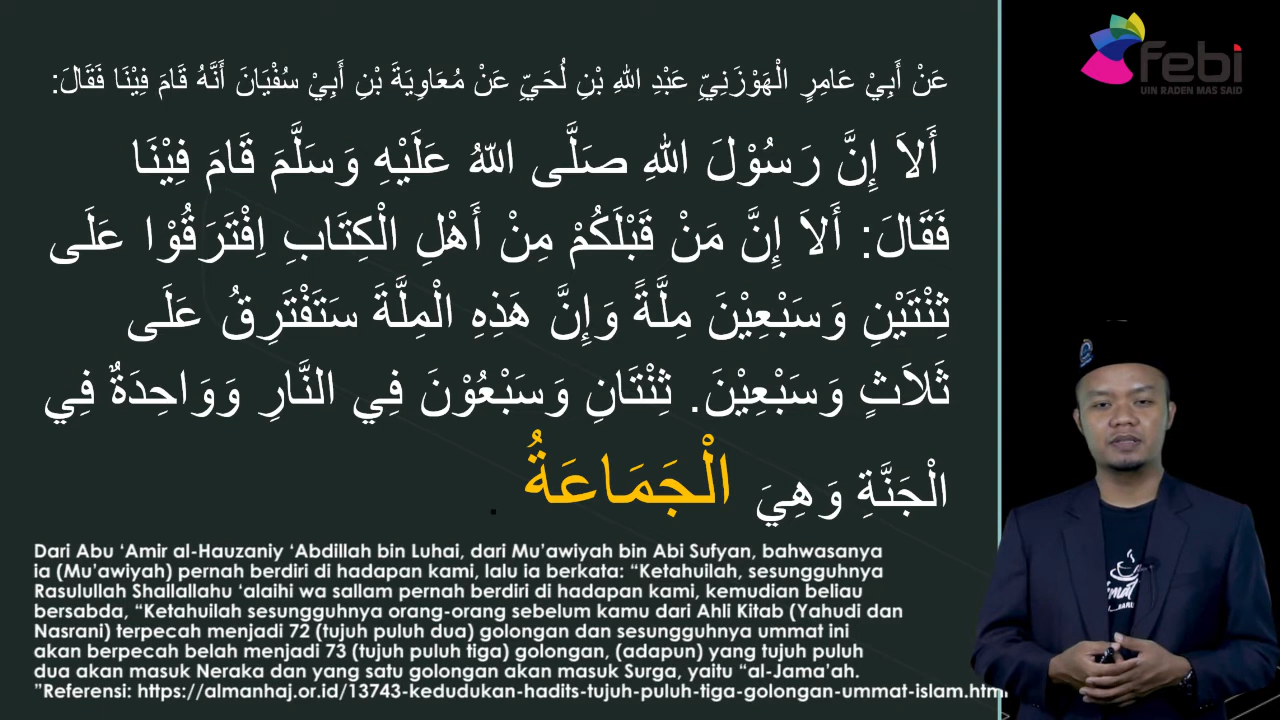 عَنْ أَبِيْ عَامِرٍ الْهَوْزَنِيِّ عَبْدِ اللهِ بْنِ لُحَيِّ عَنْ مُعَاوِيَةَ بْنِ أَبِيْ سُفْيَانَ أَنَّهُ قَامَ فِيْنَا فَقَالَ:
أَلاَ إِنَّ رَسُوْلَ اللهِ صَلَّى اللهُ عَلَيْهِ وَسَلَّمَ قَامَ فِيْنَا
فَقَالَ: أَلاَ إِنَّ مَنْ قَبْلَكُمْ مِنْ أَهْلِ الْكِتَابِ اِفْتَرَقُوْا عَلَى
ثِنْتَيْنِ وَسَبْعِيْنَ مِلَّةً وَإِنَّ هَذِهِ الْمِلَّةَ سَتَفْتَرِقُ عَلَى
ثَلاَثٍ وَسَبْعِيْنَ. ثِنْتَانِ وَسَبْعُوْنَ فِي النَّارِ وَوَاحِدَةٌ فِي
الْجَنَّةِ وَهِيَ الْجَمَاعَةُ.
Dari Abu ‘Amir al-Hauzaniy ‘Abdillah bin Luhai, dari Mu’awiyah bin Abi Sufyan, bahwasanya
ia (Mu’awiyah) pernah berdiri di hadapan kami, lalu ia berkata: “Ketahuilah, sesungguhnya
Rasulullah Shallallahu ‘alaihi wa sallam pernah berdiri di hadapan kami, kemudian beliau
bersabda, “Ketahuilah sesungguhnya orang-orang sebelum kamu dari Ahli Kitab (Yahudi dan
Nasrani) terpecah menjadi 72 (tujuh puluh dua) golongan dan sesungguhnya ummat ini
akan berpecah belah menjadi 73 (tujuh puluh tiga) golongan, (adapun) yang tujuh puluh
dua akan masuk Neraka dan yang satu golongan akan masuk Surga, yaitu “al-Jama’ah.
”Referensi: https://almanhaj.or.id/13743-kedudukan-hadits-tujuh-puluh-tiga-golongan-ummat-islam.html
febi
UIN RADEN MAS SAID